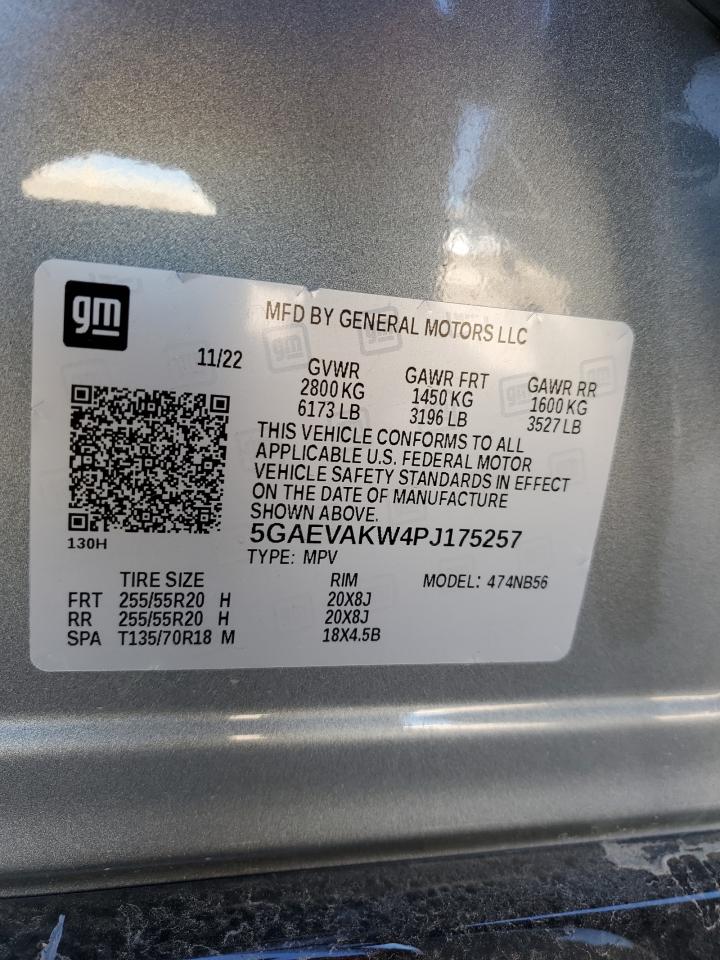 gm
MFD BY GENERAL MOTORS LLC
11/22
GVWR GAWR FRT GAWR RR
2800 KG 1450 KG 1600 KG
6173 LB 3196 LB 3527 LB
THIS VEHICLE CONFORMS TO ALL
APPLICABLE U.S. FEDERAL MOTOR
VEHICLE SAFETY STANDARDS IN EFFECT
ON THE DATE OF MANUFACTURE
SHOWN ABOVE.
130H
5GAEVAKW4PJ175257
TYPE: MPV
TIRE SIZE RIM MODEL: 474NB56
FRT 255/55R20 H 20X8J
RR 255/55R20 H 20X8J
SPA T135/70R18 M 18X4.5B